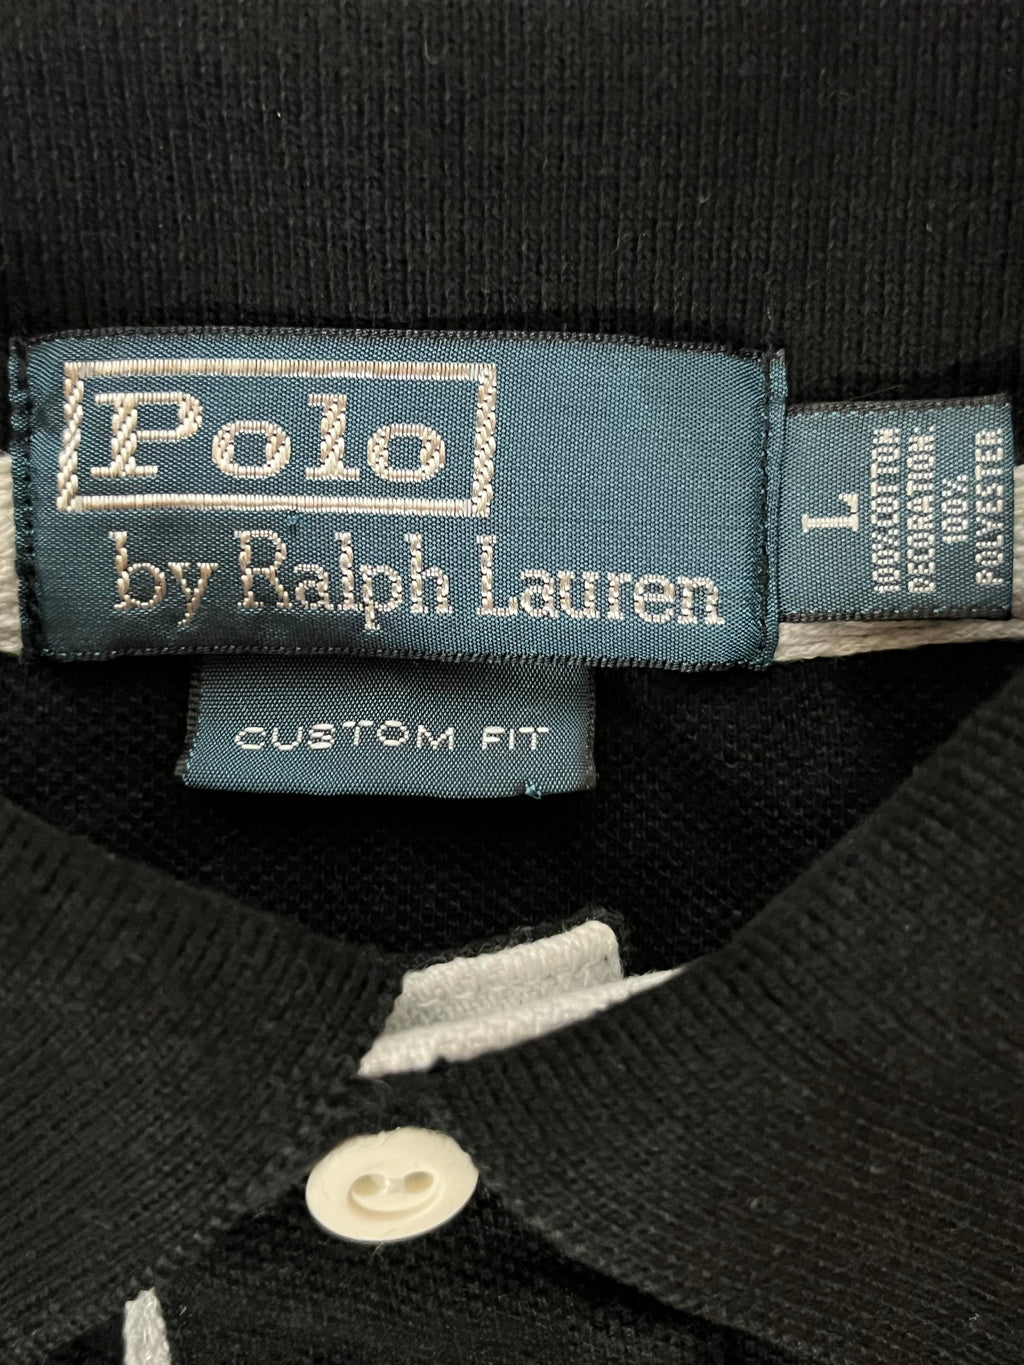 Polo
by Ralph Lauren
CUSTOM FIT
L
100% COTTON
DECORATION:
100%
POLYESTER